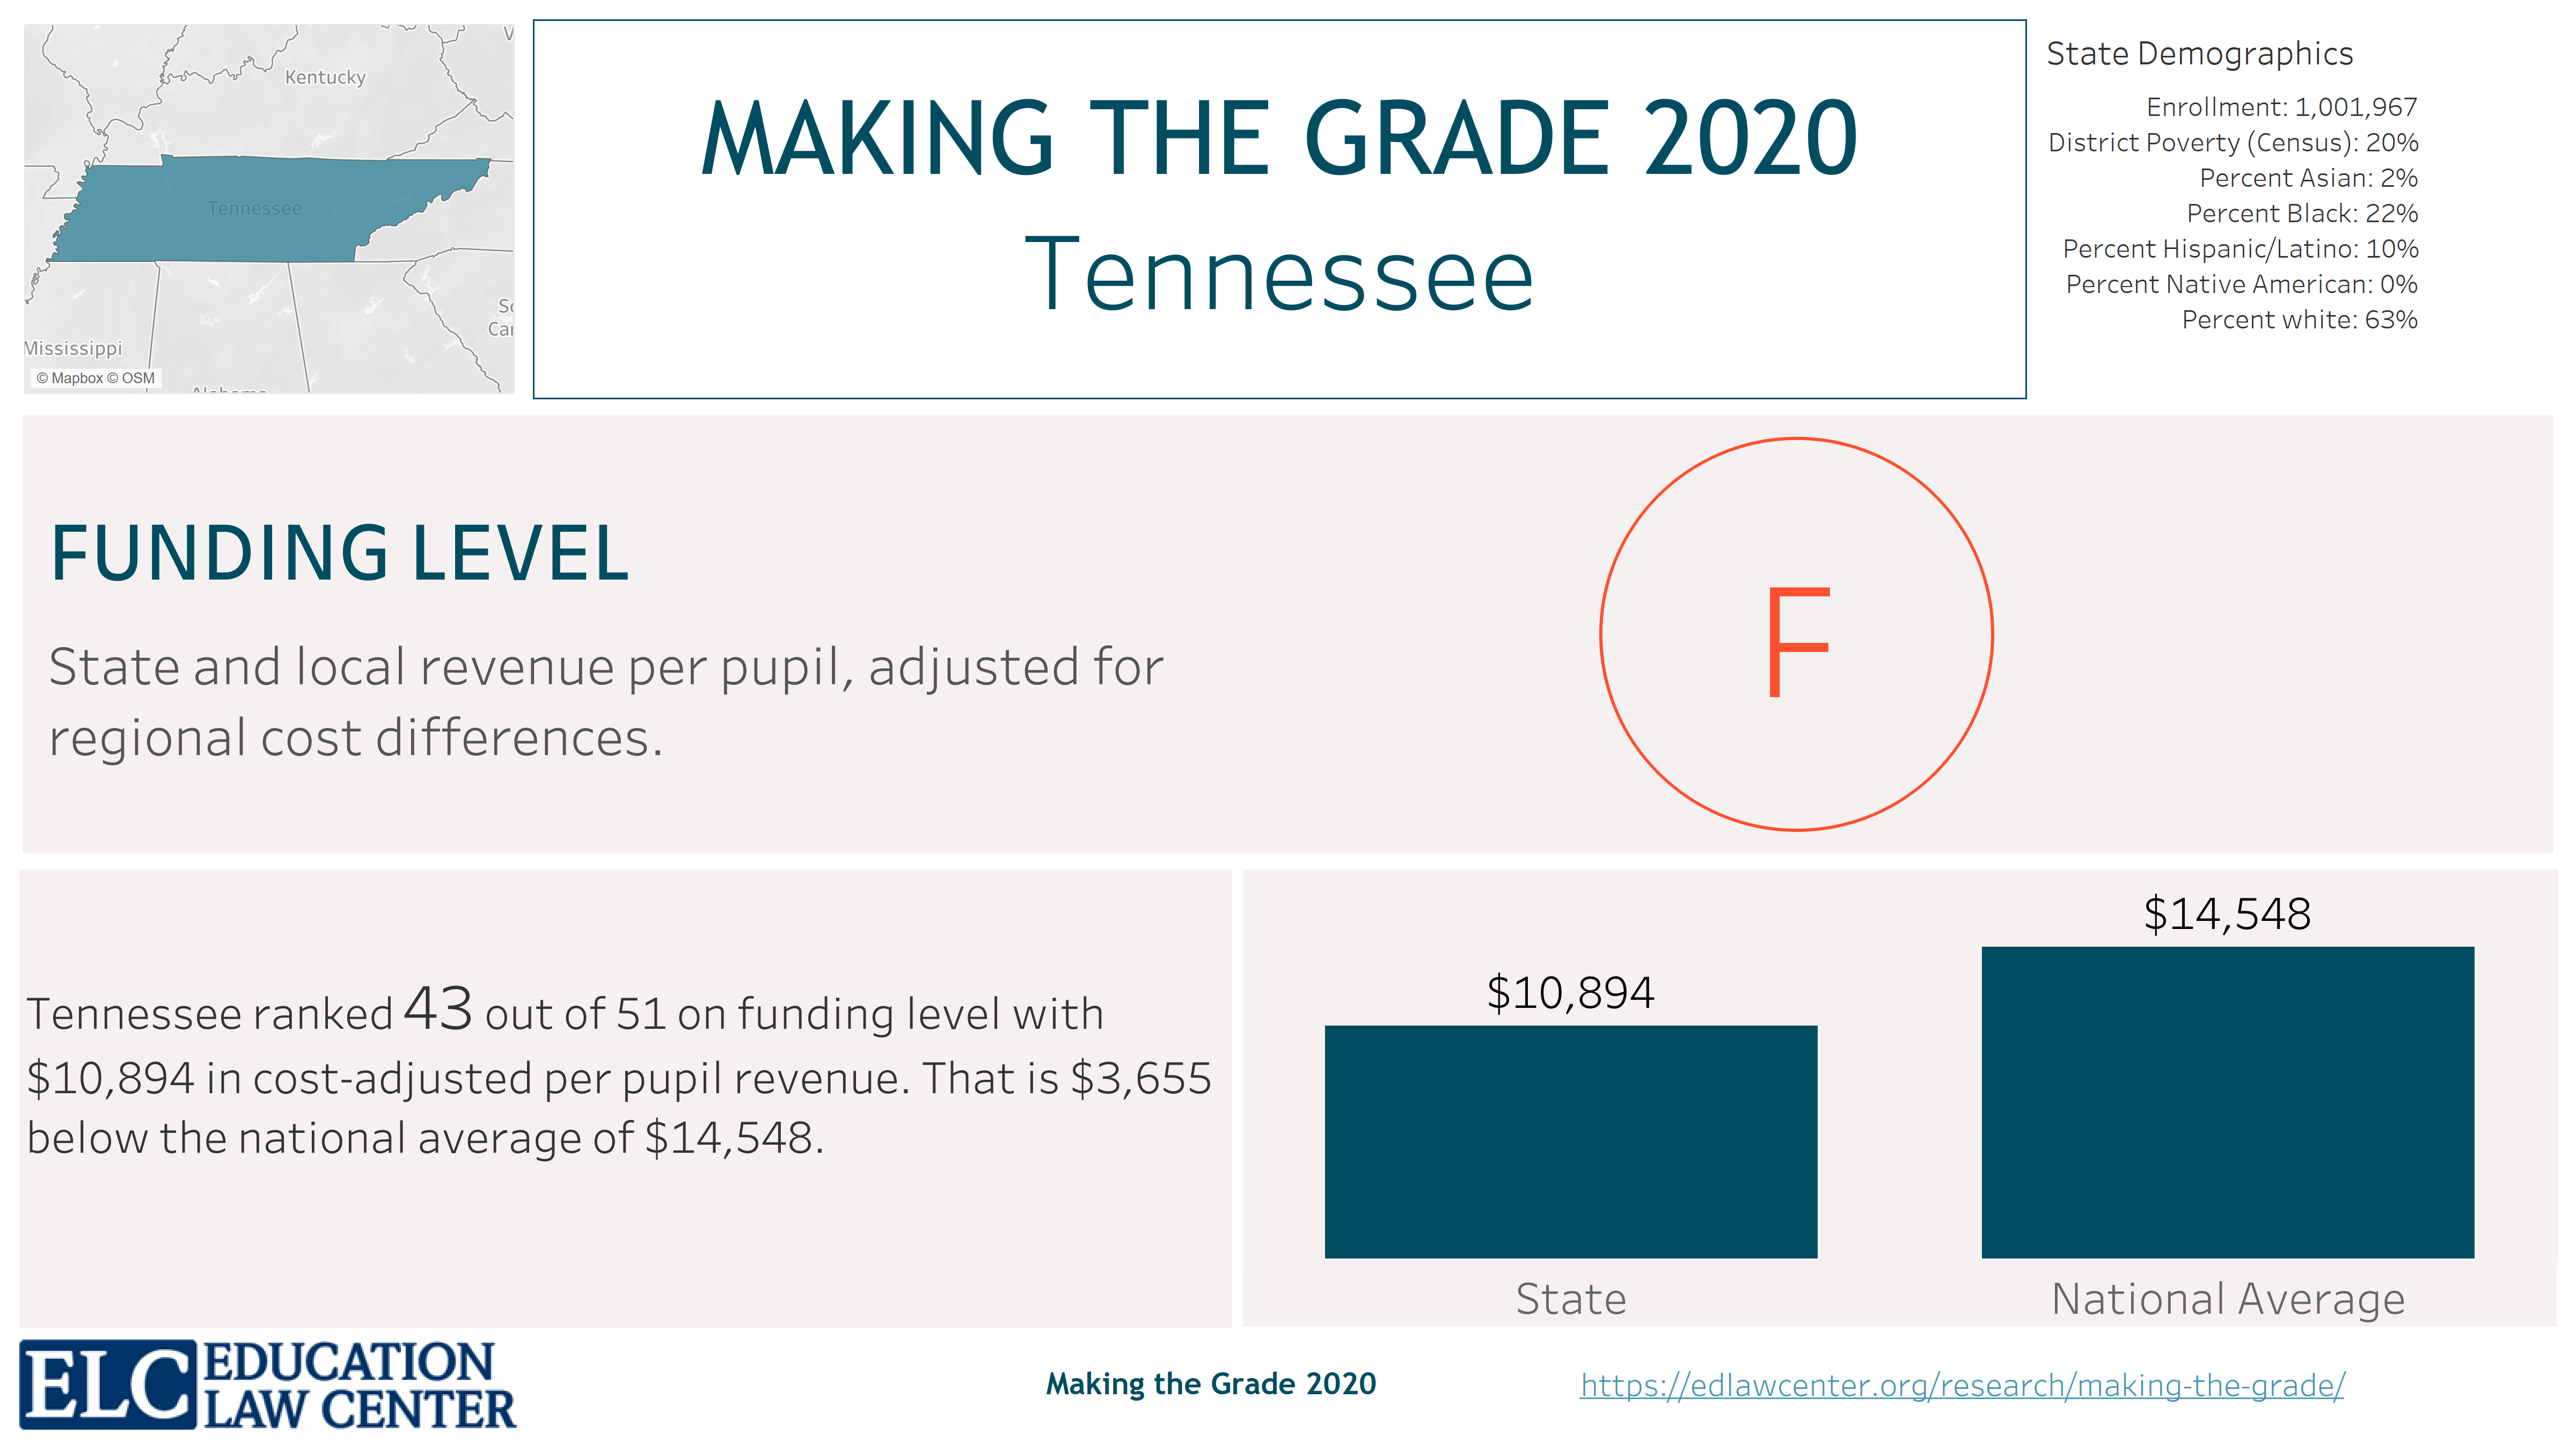 Kentucky
Tennessee
Mississippi
© Mapbox © OSM
MAKING THE GRADE 2020
Tennessee
State Demographics
Enrollment: 1,001,967
District Poverty (Census): 20%
Percent Asian: 2%
Percent Black: 22%
Percent Hispanic/Latino: 10%
Percent Native American: 0%
Percent white: 63%
FUNDING LEVEL
State and local revenue per pupil, adjusted for
regional cost differences.
F
Tennessee ranked 43 out of 51 on funding level with
$10,894 in cost-adjusted per pupil revenue. That is $3,655
below the national average of $14,548.
$10,894
$14,548
State
National Average
ELC EDUCATION
LAW CENTER
Making the Grade 2020
https://edlawcenter.org/research/making-the-grade/